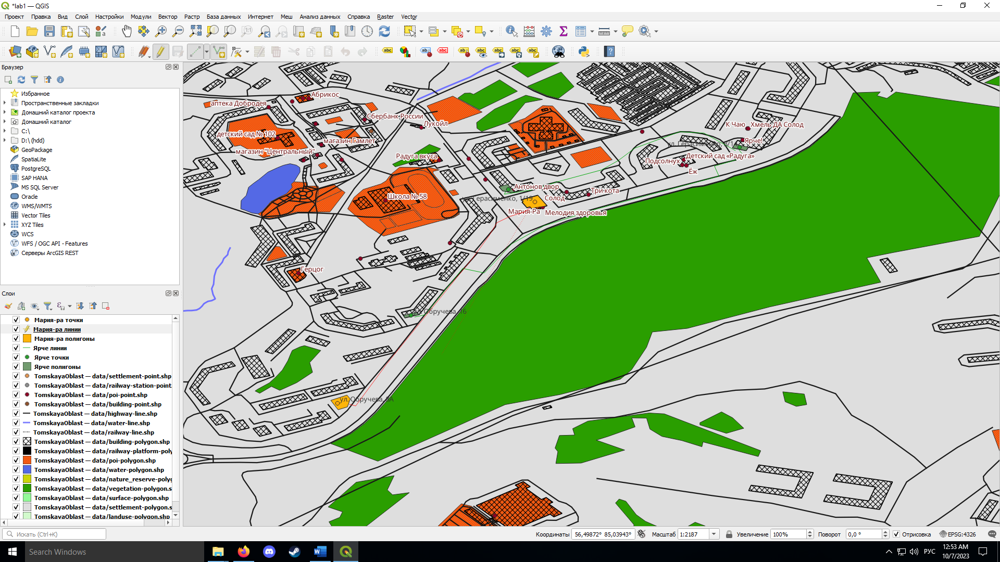 *lab1 — QGIS
Проект Правка Вид Слой Настройки Модули Вектор Растр База данных Интернет Меш Анализ данных Справка Raster Vector
Браузер
Избранное
Пространственные закладки
Домашний каталог проекта
Домашний каталог
C:\
D:\ (hdd)
GeoPackage
SpatiaLite
PostgreSQL
SAP HANA
MS SQL Server
Oracle
WMS/WMTS
Vector Tiles
XYZ Tiles
WCS
WFS / OGC API - Features
Серверы ArcGIS REST
Слои
Мария-ра точки
Мария-ра линии
Мария-ра полигоны
Ярче линии
Ярче точки
Ярче полигоны
TomskayaOblast — data/settlement-point.shp
TomskayaOblast — data/railway-station-point.
TomskayaOblast — data/poi-point.shp
TomskayaOblast — data/building-point.shp
TomskayaOblast — data/highway-line.shp
TomskayaOblast — data/water-line.shp
TomskayaOblast — data/railway-line.shp
TomskayaOblast — data/building-polygon.shp
TomskayaOblast — data/railway-platform-poly
TomskayaOblast — data/poi-polygon.shp
TomskayaOblast — data/water-polygon.shp
TomskayaOblast — data/nature_reserve-polyg
TomskayaOblast — data/vegetation-polygon.s
TomskayaOblast — data/surface-polygon.shp
TomskayaOblast — data/settlement-polygon.s
TomskayaOblast — data/landuse-polygon.shp
Абрикос
аптека Добродея
Сбербанк России
Лукойл
К Чаю
Хмель ДА Солод
детский сад № 102
магазин Гамлет
Ярче!
магазин "Центральный"
Радуга вкуса
Детский сад «Радуга»
Подсолнух
Ёж
Антонов двор
Три кота
Школа № 58
ул. Герасименко, 1/19
Солод
Мария-Ра
Мелодия здоровья
Герцог
ул. Обручева, 16
ул. Обручева, 8А
Искать (Ctrl+K)
Координаты 56,49872° 85,03943° Масштаб 1:2187 Увеличение 100% Поворот 0,0 ° Отрисовка EPSG:4326
Search Windows
РУС
12:53 AM
10/7/2023